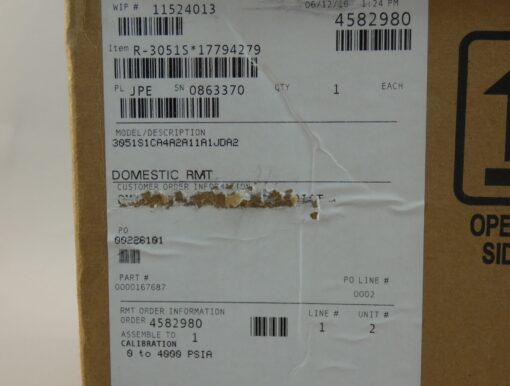 WIP # 11524013 06/12/16 1:24 PM
4582980
Item R-3051S*17794279
PL JPE SN 0863370 QTY 1 EACH
MODEL/DESCRIPTION
3051S1CA4A2A11A1JDA2
DOMESTIC RMT
CUSTOMER ORDER INFORMATION
PO
00226101
PART # PO LINE #
0000167687 0002
RMT ORDER INFORMATION LINE # UNIT #
ORDER 4582980 1 2
ASSEMBLE TO 1
CALIBRATION
0 to 4000 PSIA
OPE
SID